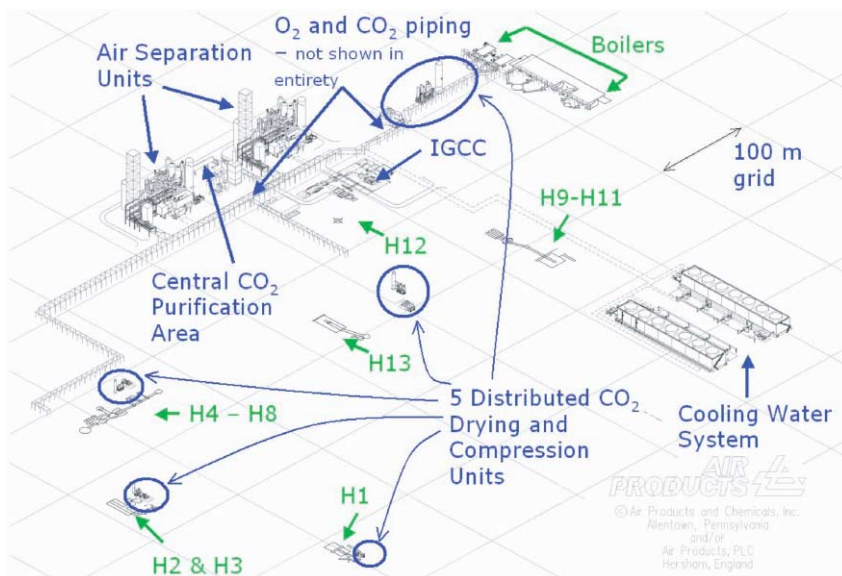 O₂ and CO₂ piping
– not shown in
entirety
Air Separation
Units
Boilers
IGCC
100 m
grid
H9-H11
H12
Central CO₂
Purification
Area
H13
5 Distributed CO₂
Drying and
Compression
Units
H4 – H8
Cooling Water
System
H1
H2 & H3
AIR
PRODUCTS
©Air Products and Chemicals, Inc.
Allentown, Pennsylvania
and/or
Air Products, PLC
Hersham, England